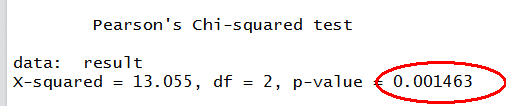 Pearson's Chi-squared test
data:  result
X-squared = 13.055, df = 2, p-value = 0.001463